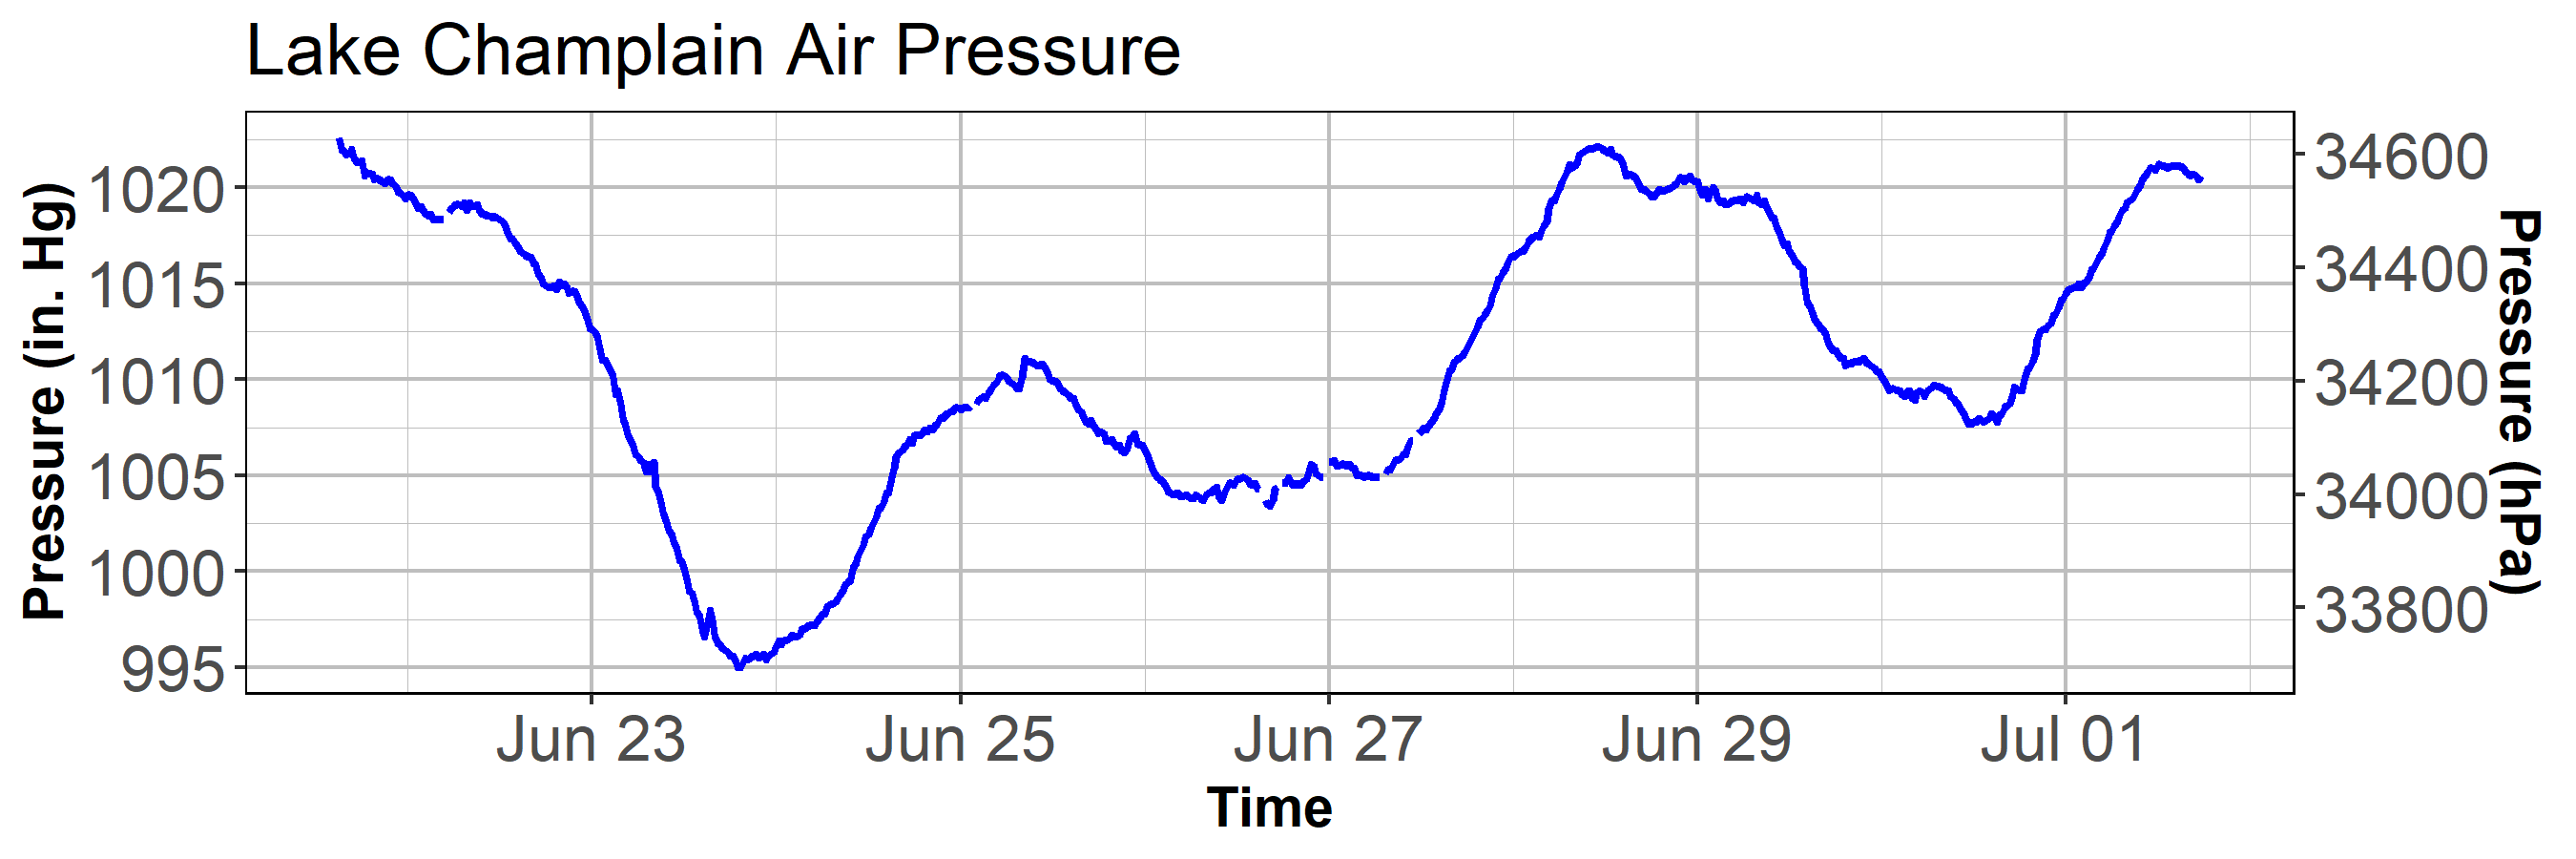 Lake Champlain Air Pressure
Pressure (in. Hg)
1020
1015
1010
1005
1000
995
34600
34400
34200
34000
33800
Pressure (hPa)
Jun 23
Jun 25
Jun 27
Jun 29
Jul 01
Time